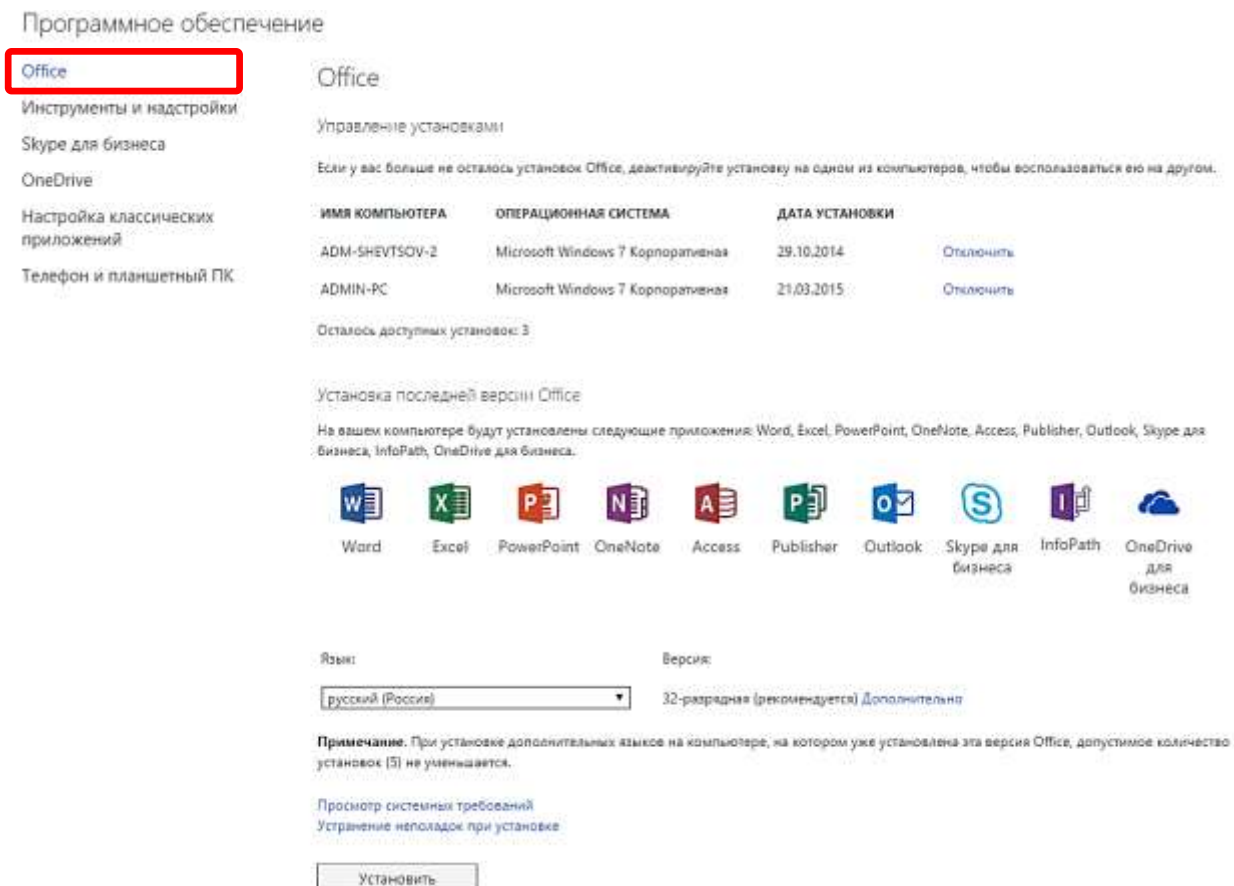 Программное обеспечение
Office
Инструменты и надстройки
Skype для бизнеса
OneDrive
Настройка классических
приложений
Телефон и планшетный ПК
Office
Управление установками
Если у вас больше не осталось установок Office, деактивируйте установку на одном из компьютеров, чтобы воспользоваться ею на другом.
ИМЯ КОМПЬЮТЕРА ОПЕРАЦИОННАЯ СИСТЕМА ДАТА УСТАНОВКИ
ADM-SHEVTSOV-2 Microsoft Windows 7 Корпоративная 29.10.2014 Отключить
ADMIN-PC Microsoft Windows 7 Корпоративная 21.03.2015 Отключить
Осталось доступных установок: 3
Установка последней версии Office
На вашем компьютере будут установлены следующие приложения: Word, Excel, PowerPoint, OneNote, Access, Publisher, Outlook, Skype для
бизнеса, InfoPath, OneDrive для бизнеса.
Word Excel PowerPoint OneNote Access Publisher Outlook Skype для InfoPath OneDrive
бизнеса для
бизнеса
Язык: Версия:
русский (Россия) 32-разрядная (рекомендуется) Дополнительно
Примечание. При установке дополнительных языков на компьютере, на котором уже установлена эта версия Office, допустимое количество
установок (5) не уменьшается.
Просмотр системных требований
Устранение неполадок при установке
Установить